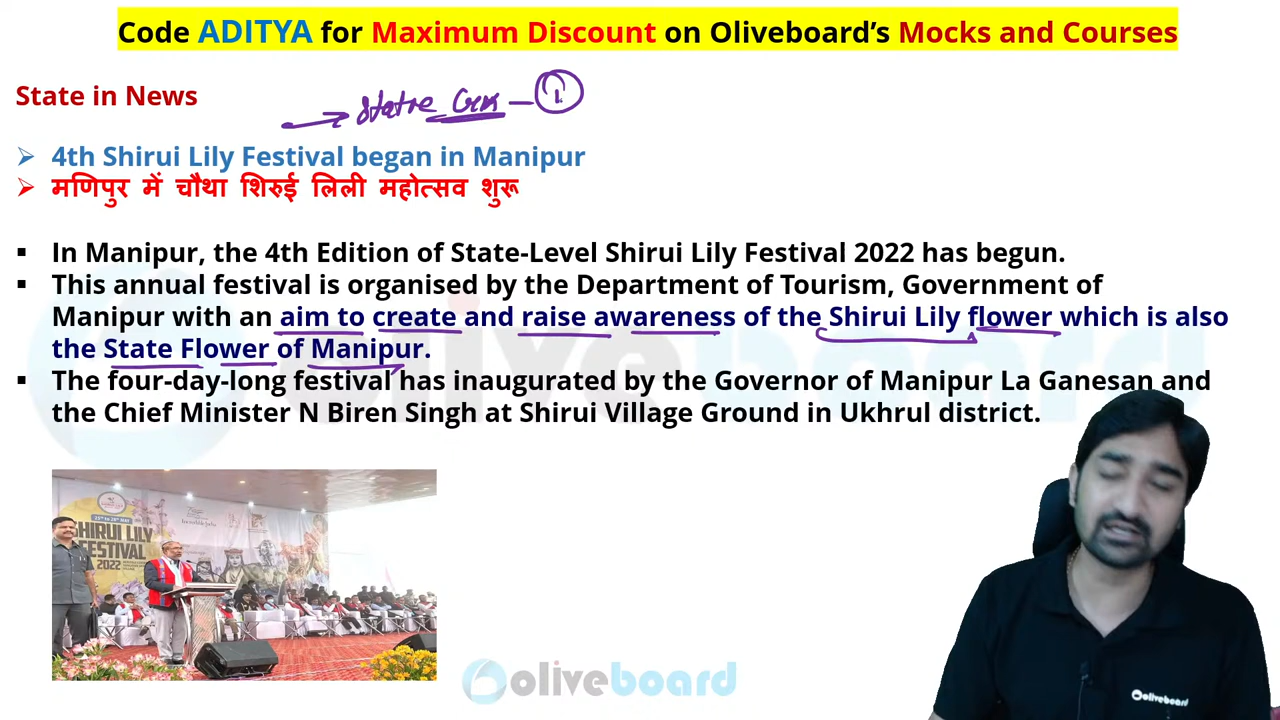 Code ADITYA for Maximum Discount on Oliveboard's Mocks and Courses
State in News
State GK – 1
4th Shirui Lily Festival began in Manipur
मणिपुर में चौथा शिरुई लिली महोत्सव शुरू
In Manipur, the 4th Edition of State-Level Shirui Lily Festival 2022 has begun.
This annual festival is organised by the Department of Tourism, Government of
Manipur with an aim to create and raise awareness of the Shirui Lily flower which is also
the State Flower of Manipur.
The four-day-long festival has inaugurated by the Governor of Manipur La Ganesan and
the Chief Minister N Biren Singh at Shirui Village Ground in Ukhrul district.
SHIRUI LILY
FESTIVAL
2022
oliveboard
oliveboard
oliveboard